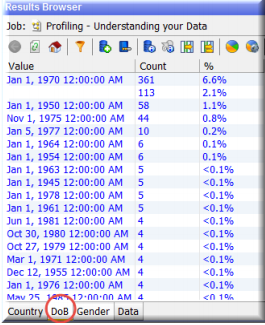 Results Browser
Job: Profiling - Understanding your Data
Value Count %
Jan 1, 1970 12:00:00 AM 361 6.6%
113 2.1%
Jan 1, 1950 12:00:00 AM 58 1.1%
Nov 1, 1975 12:00:00 AM 44 0.8%
Jan 5, 1977 12:00:00 AM 10 0.2%
Jan 1, 1964 12:00:00 AM 6 0.1%
Jan 1, 1954 12:00:00 AM 6 0.1%
Jan 1, 1963 12:00:00 AM 5 <0.1%
Jan 1, 1945 12:00:00 AM 5 <0.1%
Jan 1, 1978 12:00:00 AM 5 <0.1%
Jan 1, 1961 12:00:00 AM 5 <0.1%
Jun 1, 1981 12:00:00 AM 4 <0.1%
Oct 30, 1980 12:00:00 AM 4 <0.1%
Oct 27, 1979 12:00:00 AM 4 <0.1%
Mar 1, 1971 12:00:00 AM 4 <0.1%
Dec 12, 1955 12:00:00 AM 4 <0.1%
Jan 1, 1976 12:00:00 AM 4 <0.1%
May 25, 1985 12:00:00 AM 4 <0.1%
Country DoB Gender Data